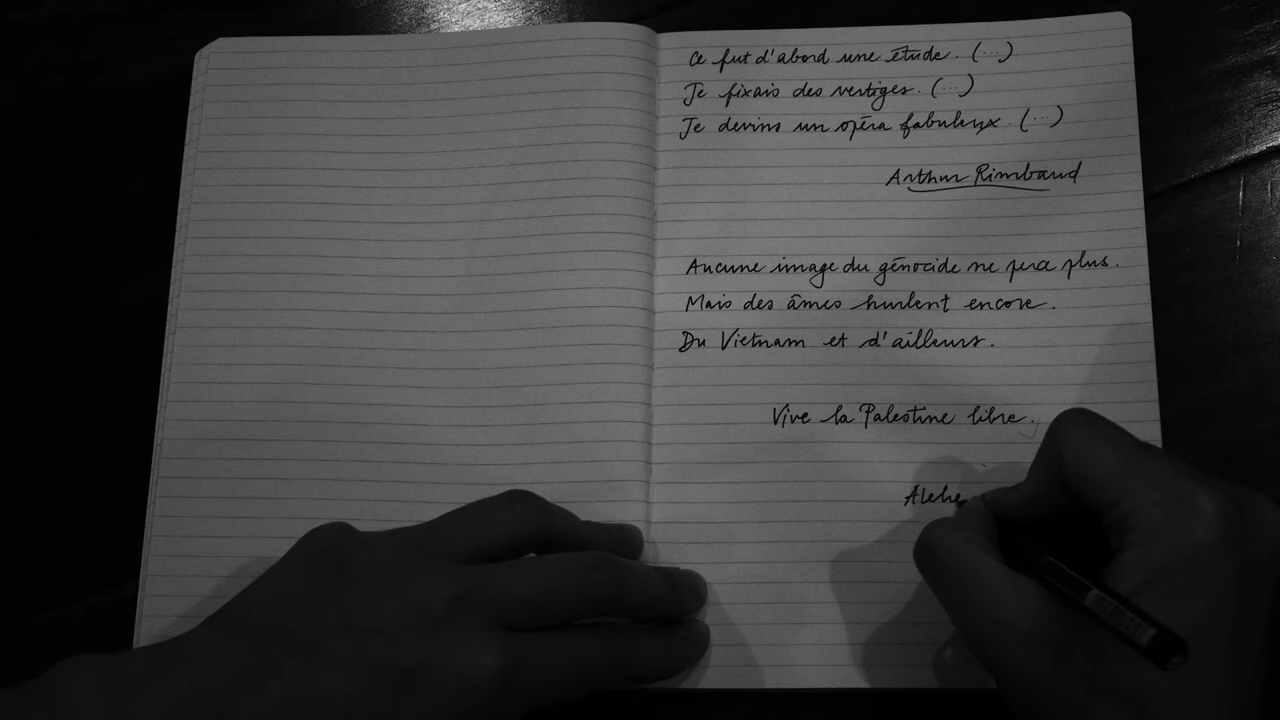 Ce fut d'abord une étude. (...)
Je fixais des vertiges. (...)
Je devins un opéra fabuleux. (...)
Arthur Rimbaud
Aucune image du génocide ne sera plus.
Mais des âmes hurlent encore.
Du Vietnam et d'ailleurs.
Vive la Palestine libre.